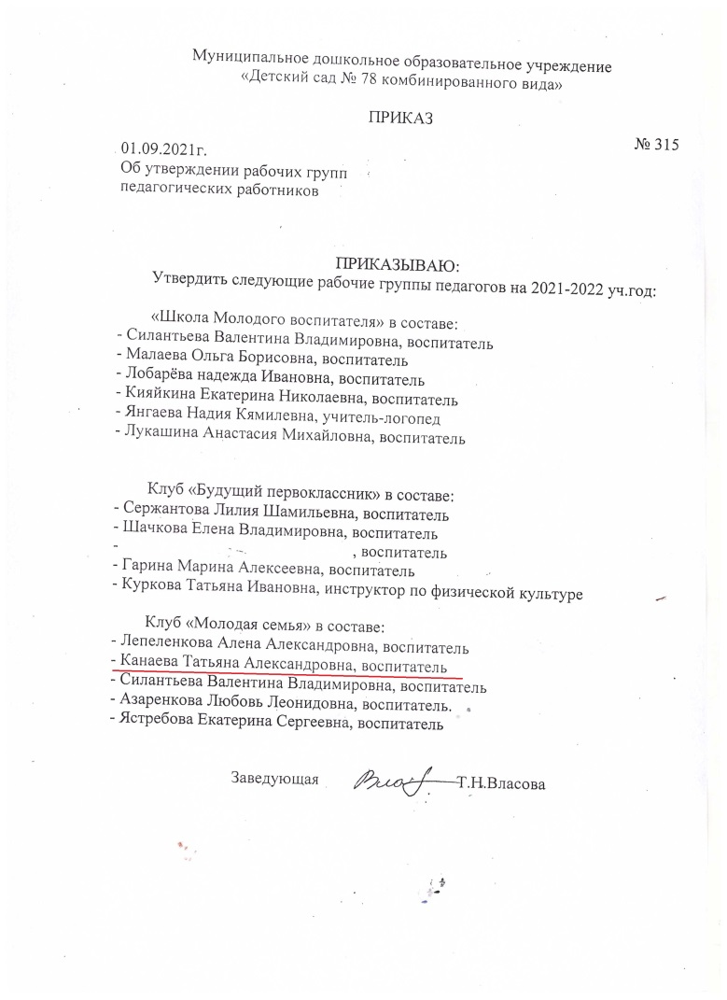 Муниципальное дошкольное образовательное учреждение
«Детский сад № 78 комбинированного вида»
ПРИКАЗ
№ 315
01.09.2021г.
Об утверждении рабочих групп
педагогических работников
ПРИКАЗЫВАЮ:
Утвердить следующие рабочие группы педагогов на 2021-2022 уч.год:
«Школа Молодого воспитателя» в составе:
- Силантьева Валентина Владимировна, воспитатель
- Малаева Ольга Борисовна, воспитатель
- Лобарёва надежда Ивановна, воспитатель
- Кияйкина Екатерина Николаевна, воспитатель
- Янгаева Надия Кямилевна, учитель-логопед
- Лукашина Анастасия Михайловна, воспитатель
Клуб «Будущий первоклассник» в составе:
- Сержантова Лилия Шамильевна, воспитатель
- Шачкова Елена Владимировна, воспитатель
- , воспитатель
- Гарина Марина Алексеевна, воспитатель
- Куркова Татьяна Ивановна, инструктор по физической культуре
Клуб «Молодая семья» в составе:
- Лепеленкова Алена Александровна, воспитатель
- Канаева Татьяна Александровна, воспитатель
- Силантьева Валентина Владимировна, воспитатель
- Азаренкова Любовь Леонидовна, воспитатель.
- Ястребова Екатерина Сергеевна, воспитатель
Заведующая Т.Н.Власова